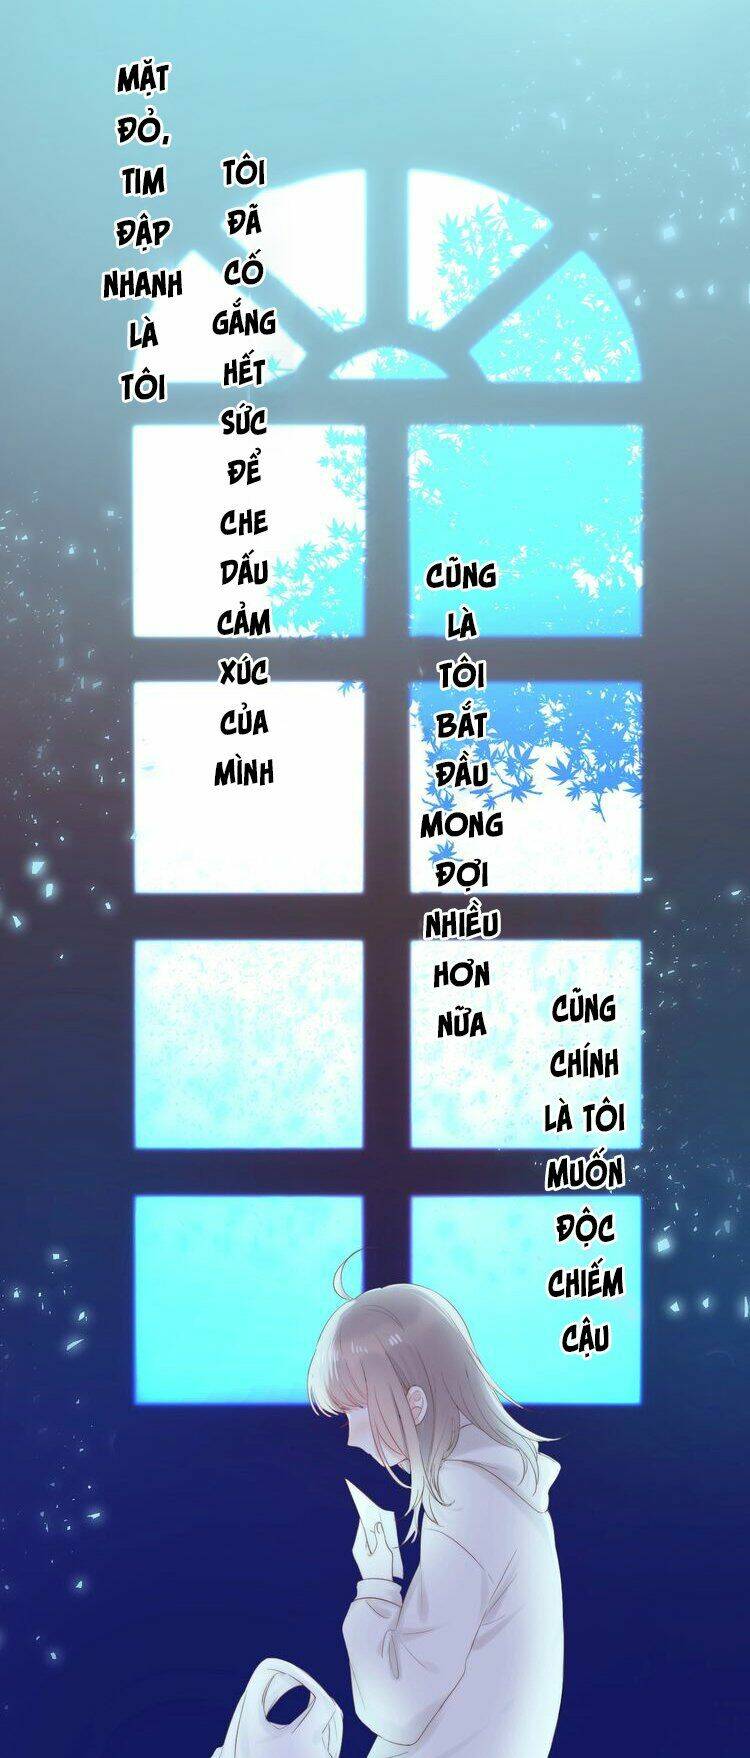 MẶT
ĐỎ,
TIM
ĐẬP
NHANH
LÀ
TÔI
TÔI
ĐÃ
CỐ
GẮNG
HẾT
SỨC
ĐỂ
CHE
DẤU
CẢM
XÚC
CỦA
MÌNH
CŨNG
LÀ
TÔI
BẮT
ĐẦU
MONG
ĐỢI
NHIỀU
HƠN
NỮA
CŨNG
CHÍNH
LÀ TÔI
MUỐN
ĐỘC
CHIẾM
CẬU